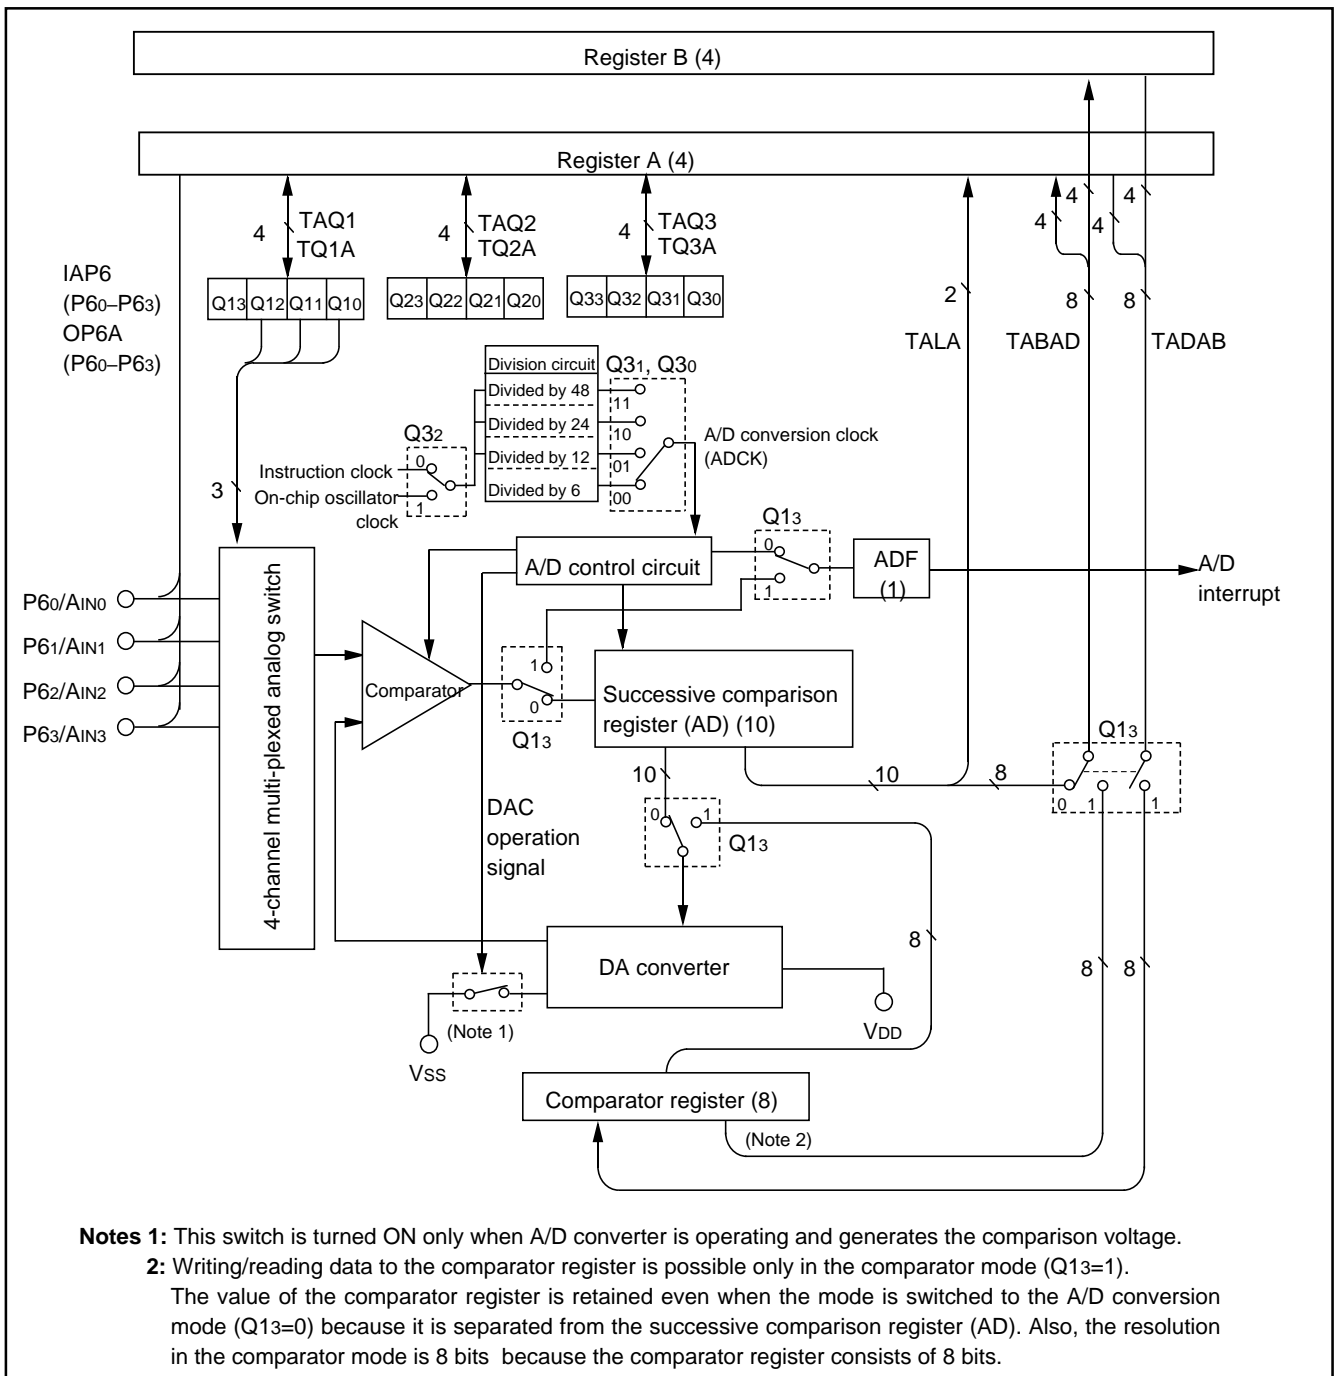 Register B (4)
Register A (4)
4 4
4 4
4 TAQ1
TQ1A
4 TAQ2
TQ2A
4 TAQ3
TQ3A
IAP6
(P60–P63)
OP6A
(P60–P63)
Q13 Q12 Q11 Q10
Q23 Q22 Q21 Q20
Q33 Q32 Q31 Q30
2 8 8
TALA TABAD TADAB
Division circuit
Divided by 48
Divided by 24
Divided by 12
Divided by 6
Q31, Q30
11
10
01
00
A/D conversion clock
(ADCK)
Q32
0
1
Instruction clock
On-chip oscillator
clock
3
Q13
0
1
A/D control circuit
ADF
(1)
A/D
interrupt
P60/AIN0
P61/AIN1
P62/AIN2
P63/AIN3
4-channel multi-plexed analog switch
Comparator
1
0
Q13
Successive comparison
register (AD) (10)
10
10 8
Q13
0 1 1
DAC
operation
signal
0 1
Q13
8
8 8
DA converter
(Note 1)
VSS
VDD
Comparator register (8)
(Note 2)
Notes 1: This switch is turned ON only when A/D converter is operating and generates the comparison voltage.
2: Writing/reading data to the comparator register is possible only in the comparator mode (Q13=1).
The value of the comparator register is retained even when the mode is switched to the A/D conversion
mode (Q13=0) because it is separated from the successive comparison register (AD). Also, the resolution
in the comparator mode is 8 bits because the comparator register consists of 8 bits.